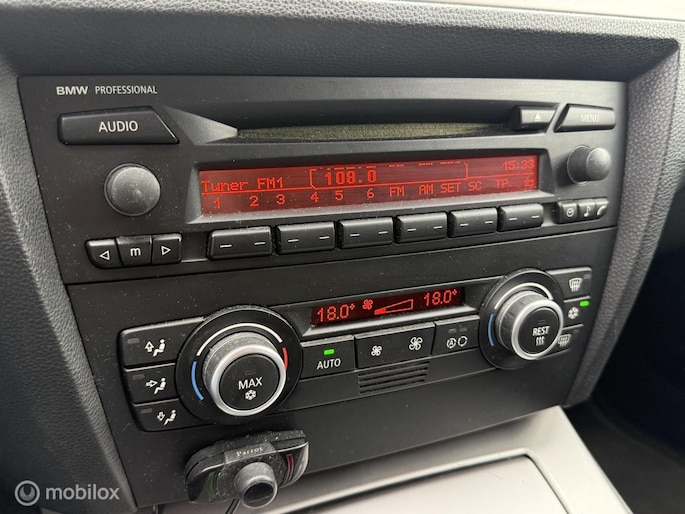 BMW PROFESSIONAL
AUDIO
MENU
Tuner FM1 108.0 15:33
1 2 3 4 5 6 FM AM SET SC TP
m
18.0° 18.0°
AUTO
MAX
REST
Parrot
mobilox